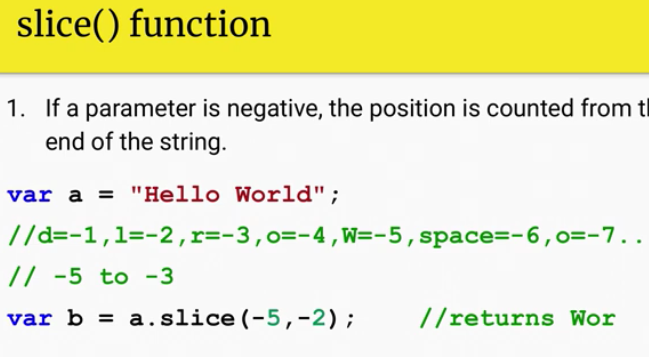 slice() function
1. If a parameter is negative, the position is counted from
end of the string.
var a = "Hello World";
//d=-1,l=-2,r=-3,o=-4,W=-5,space=-6,o=-7..
// -5 to -3
var b = a.slice(-5,-2); //returns Wor